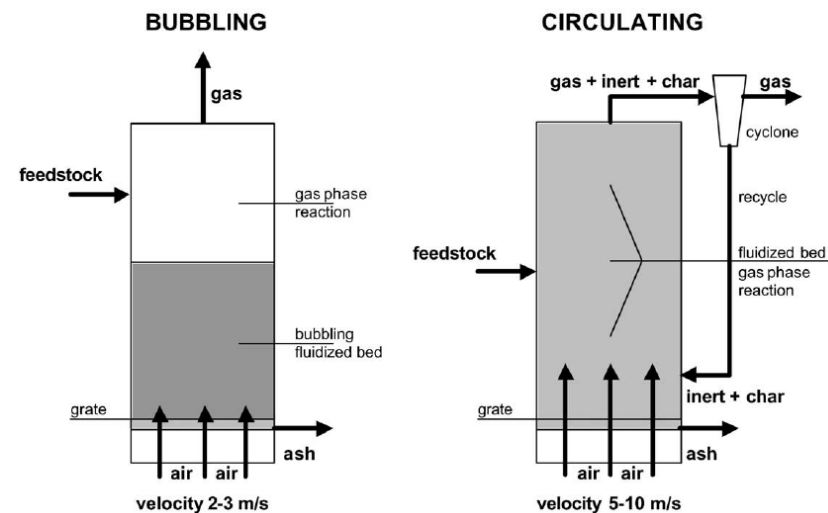 BUBBLING
gas
feedstock
gas phase
reaction
bubbling
fluidized bed
grate
ash
air air
velocity 2-3 m/s
CIRCULATING
gas + inert + char
gas
cyclone
recycle
feedstock
fluidized bed
gas phase
reaction
inert + char
grate
ash
air air
velocity 5-10 m/s